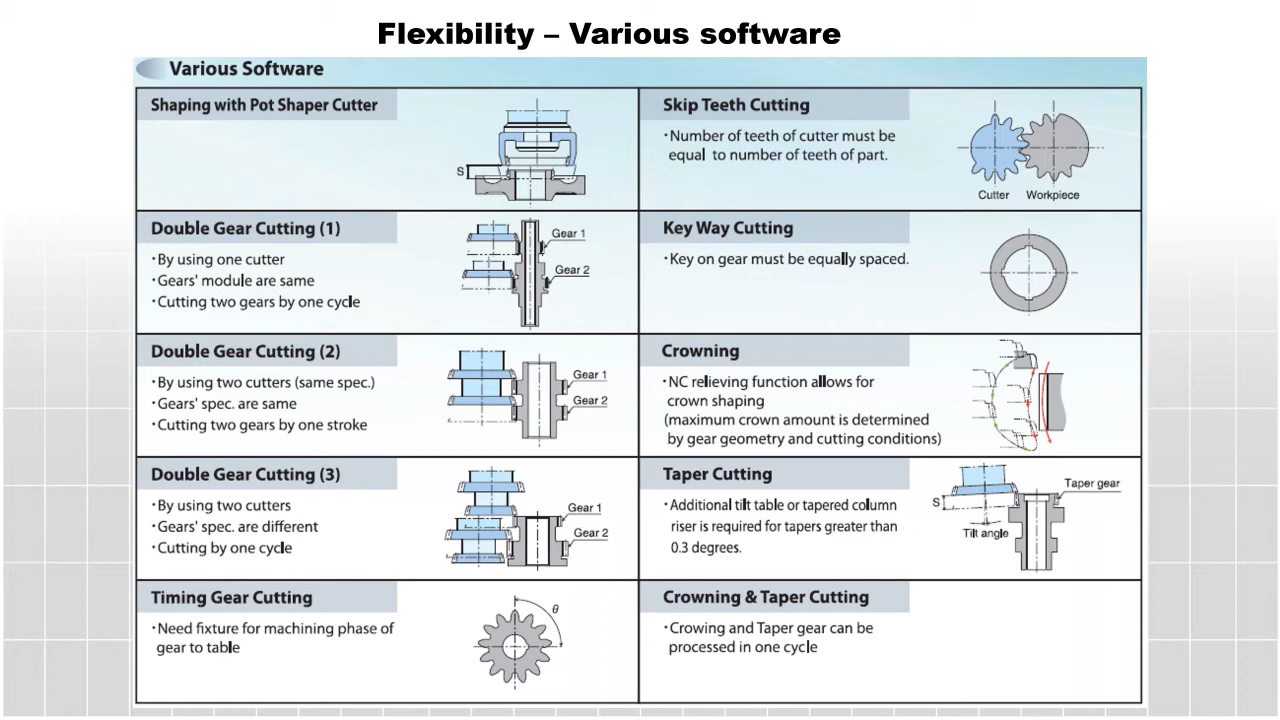 Flexibility – Various software
Various Software
Shaping with Pot Shaper Cutter
S
Skip Teeth Cutting
·Number of teeth of cutter must be
equal to number of teeth of part.
Cutter Workpiece
Double Gear Cutting (1)
·By using one cutter
·Gears' module are same
·Cutting two gears by one cycle
Gear 1
Gear 2
Key Way Cutting
·Key on gear must be equally spaced.
Double Gear Cutting (2)
·By using two cutters (same spec.)
·Gears' spec. are same
·Cutting two gears by one stroke
Gear 1
Gear 2
Crowning
·NC relieving function allows for
crown shaping
(maximum crown amount is determined
by gear geometry and cutting conditions)
Double Gear Cutting (3)
·By using two cutters
·Gears' spec. are different
·Cutting by one cycle
Gear 1
Gear 2
Taper Cutting
·Additional tilt table or tapered column
riser is required for tapers greater than
0.3 degrees.
S
Taper gear
Tilt angle
Timing Gear Cutting
·Need fixture for machining phase of
gear to table
θ
Crowning & Taper Cutting
·Crowing and Taper gear can be
processed in one cycle